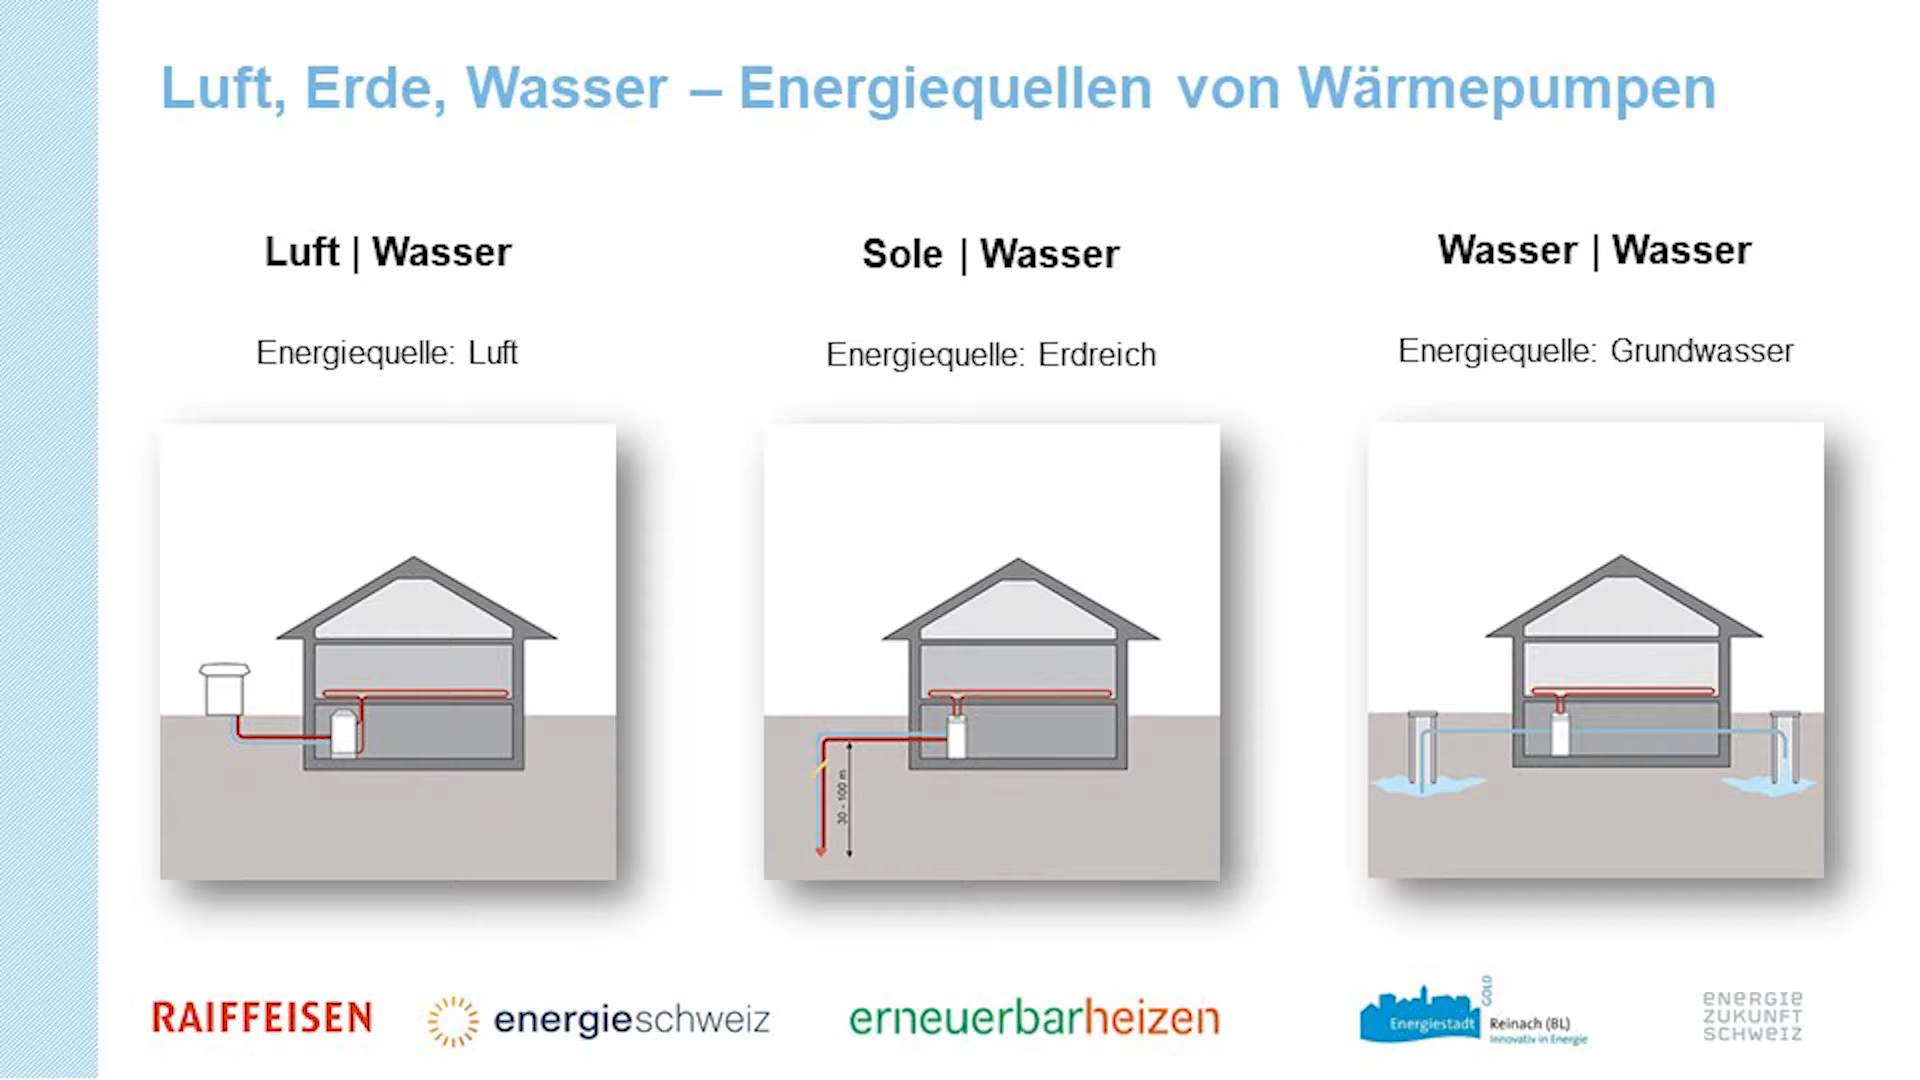 Luft, Erde, Wasser – Energiequellen von Wärmepumpen
Luft | Wasser
Energiequelle: Luft
Sole | Wasser
Energiequelle: Erdreich
30 - 100 m
Wasser | Wasser
Energiequelle: Grundwasser
RAIFFEISEN
energieschweiz
erneuerbarheizen
Energiestadt
GOLD
Reinach (BL)
Innovativ in Energie
ENERGIE
ZUKUNFT
SCHWEIZ